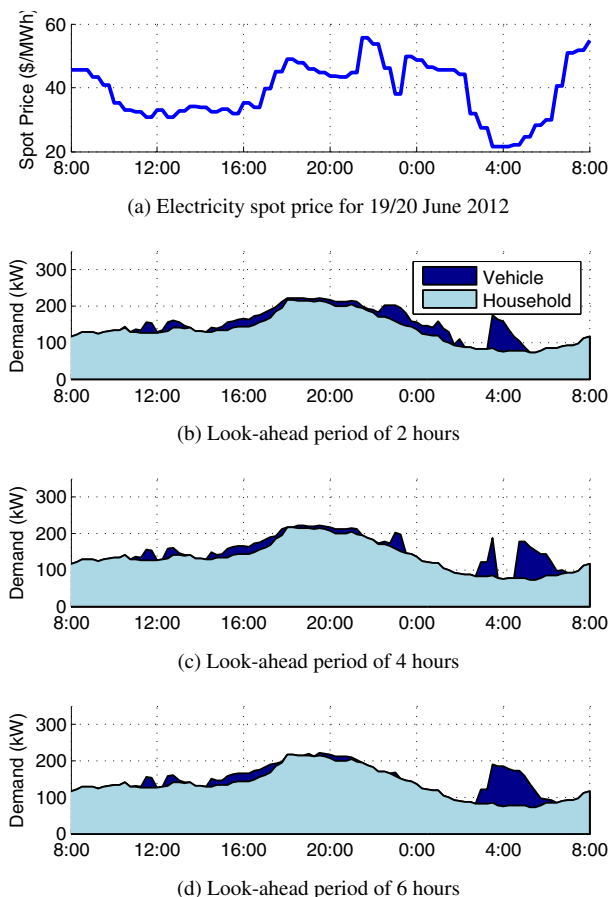 Spot Price ($/MWh)
60
40
20
8:00 12:00 16:00 20:00 0:00 4:00 8:00
(a) Electricity spot price for 19/20 June 2012
Demand (kW)
300
200
100
0
Vehicle
Household
8:00 12:00 16:00 20:00 0:00 4:00 8:00
(b) Look-ahead period of 2 hours
Demand (kW)
300
200
100
0
8:00 12:00 16:00 20:00 0:00 4:00 8:00
(c) Look-ahead period of 4 hours
Demand (kW)
300
200
100
0
8:00 12:00 16:00 20:00 0:00 4:00 8:00
(d) Look-ahead period of 6 hours